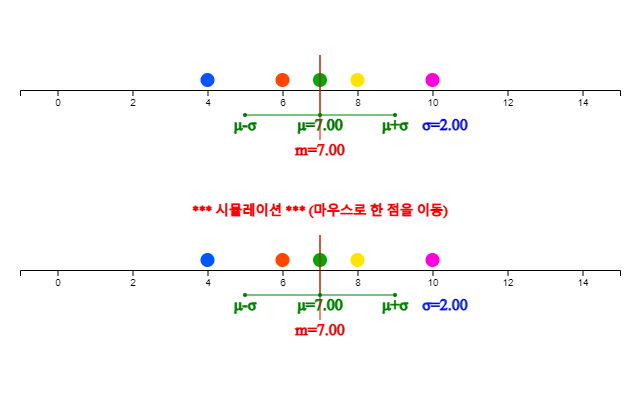 0 2 4 6 8 10 12 14
μ-σ μ=7.00 μ+σ σ=2.00
m=7.00
*** 시뮬레이션 *** (마우스로 한 점을 이동)
0 2 4 6 8 10 12 14
μ-σ μ=7.00 μ+σ σ=2.00
m=7.00